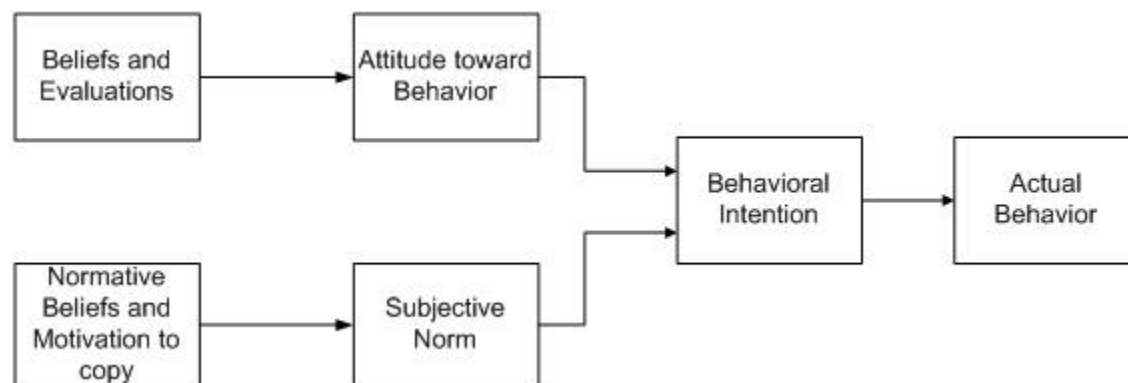 Beliefs and
Evaluations
Attitude toward
Behavior
Behavioral
Intention
Actual
Behavior
Normative
Beliefs and
Motivation to
copy
Subjective
Norm